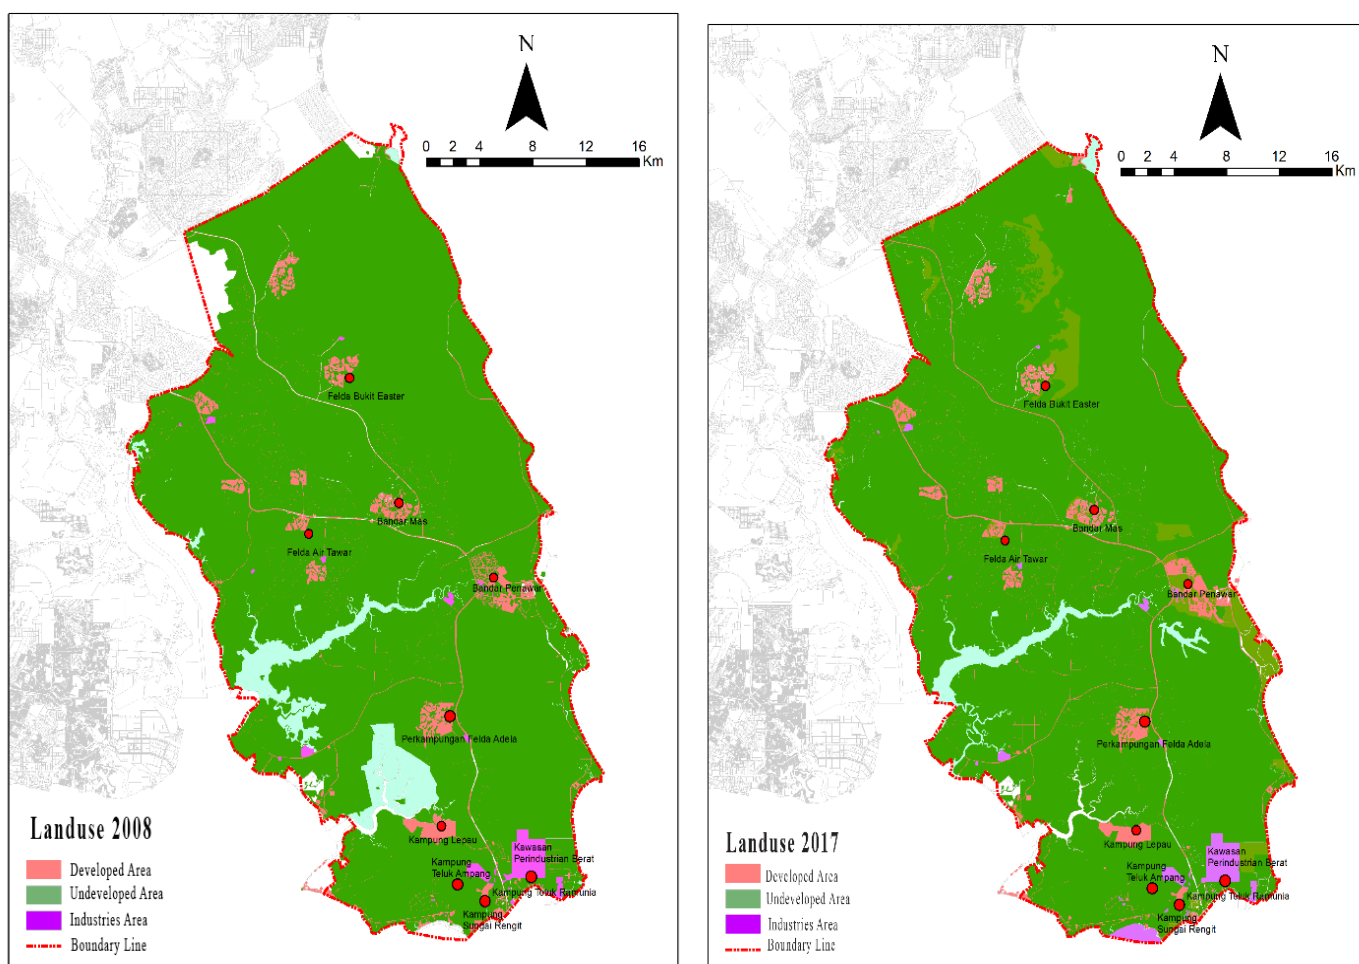 N
0 2 4 8 12 16
Km
Felda Bukit Easter
Bandar Mas
Felda Air Tawar
Bandar Penawar
Perkampungan Felda Adela
Kampung Lepau
Kawasan
Perindustrian Berat
Kampung
Teluk Ampang
Kampung Teluk Ramunia
Kampung
Sungai Rengit
Landuse 2008
Developed Area
Undeveloped Area
Industries Area
Boundary Line
N
0 2 4 8 12 16
Km
Felda Bukit Easter
Bandar Mas
Felda Air Tawar
Bandar Penawar
Perkampungan Felda Adela
Kampung Lepau
Kawasan
Perindustrian Berat
Kampung
Teluk Ampang
Kampung Teluk Ramunia
Kampung
Sungai Rengit
Landuse 2017
Developed Area
Undeveloped Area
Industries Area
Boundary Line